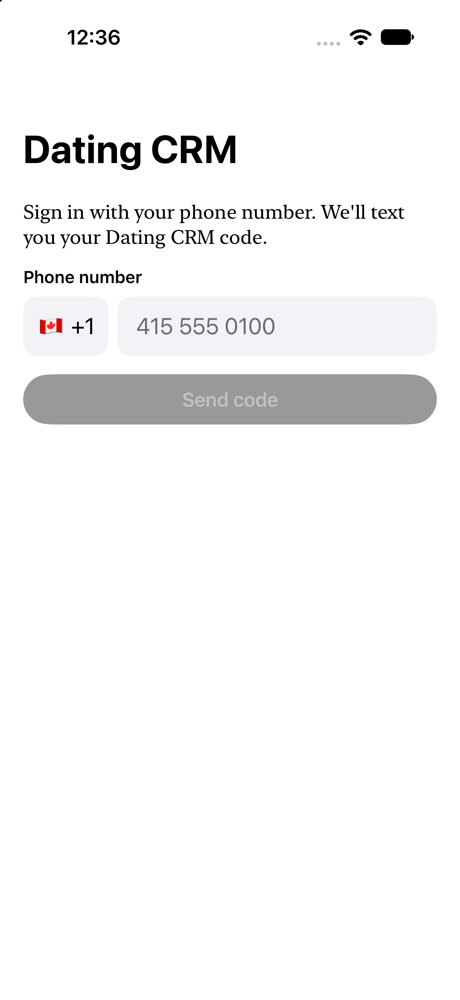 12:36
Dating CRM
Sign in with your phone number. We'll text
you your Dating CRM code.
Phone number
+1 415 555 0100
Send code